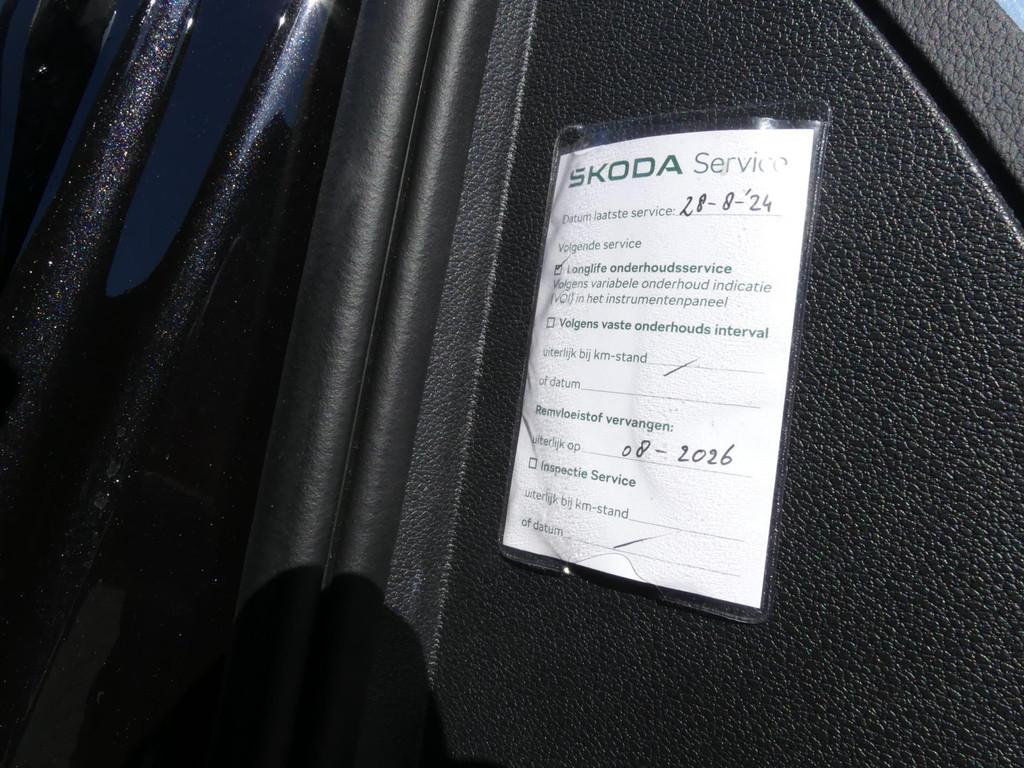 ŠKODA Service
Datum laatste service: 28-8-'24
Volgende service
Longlife onderhoudsservice
Volgens variabele onderhoud indicatie
(VOI) in het instrumentenpaneel
Volgens vaste onderhouds interval
uiterlijk bij km-stand
of datum
Remvloeistof vervangen:
uiterlijk op 08-2026
Inspectie Service
uiterlijk bij km-stand
of datum